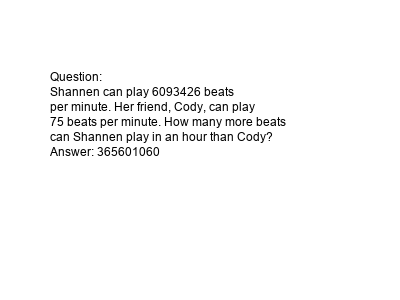 Question:
Shannen can play 6093426 beats
per minute. Her friend, Cody, can play
75 beats per minute. How many more beats
can Shannen play in an hour than Cody?
Answer: 365601060